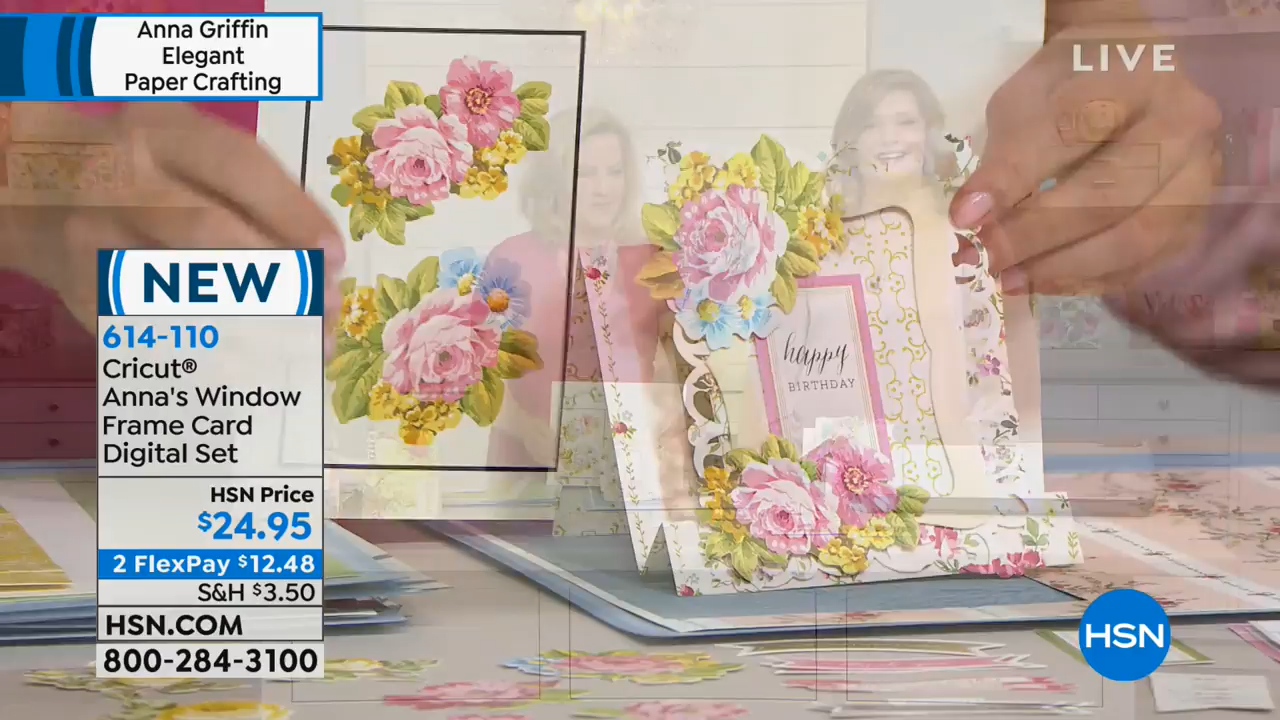 Anna Griffin
Elegant
Paper Crafting
LIVE
NEW
614-110
Cricut®
Anna's Window
Frame Card
Digital Set
HSN Price
$24.95
2 FlexPay $12.48
S&H $3.50
HSN.COM
800-284-3100
happy
BIRTHDAY
HSN